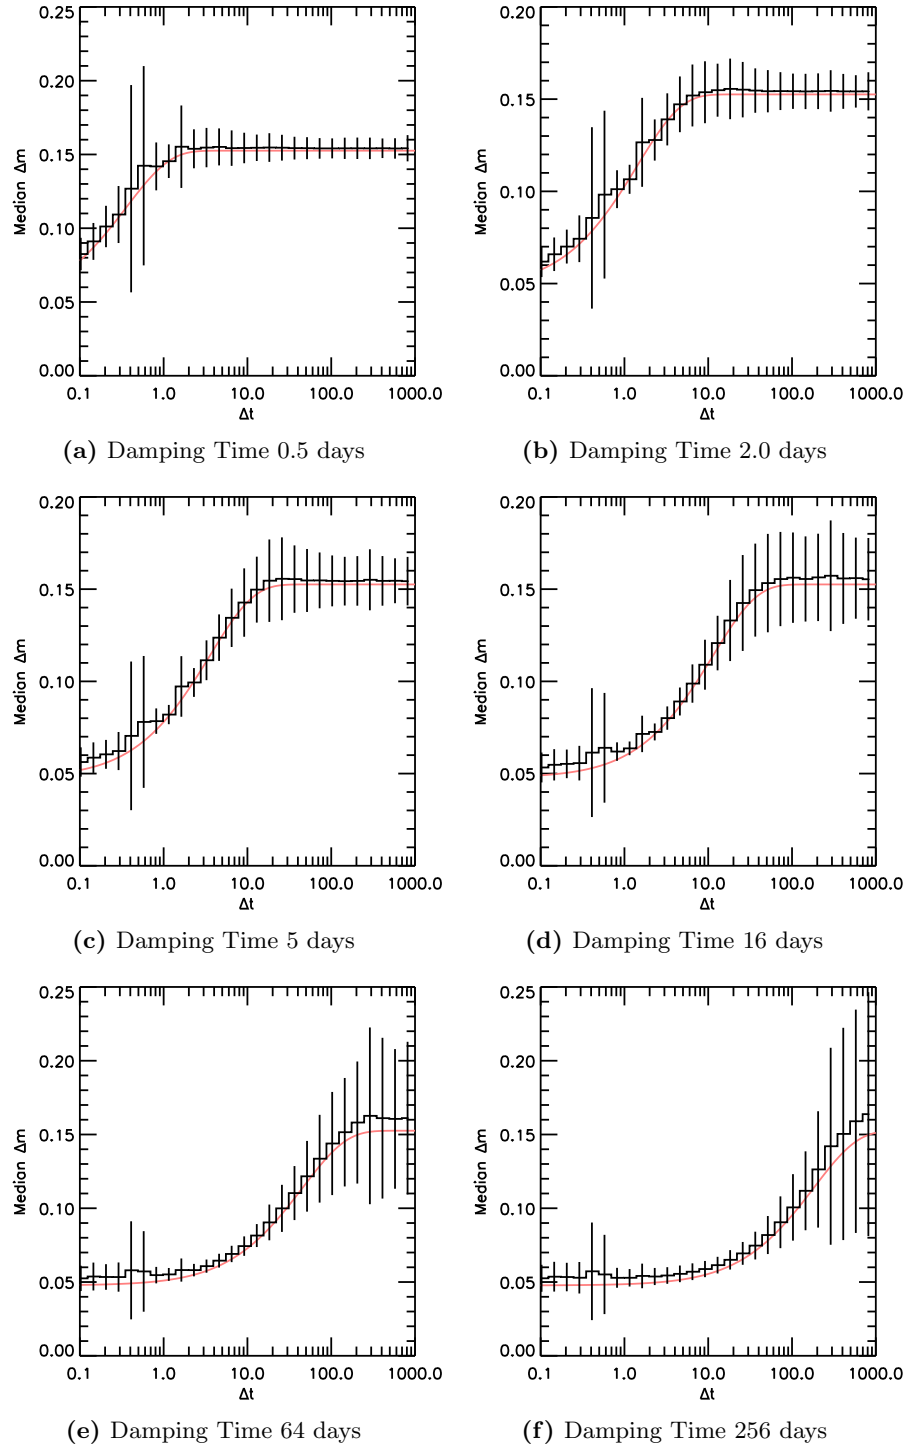 0.25
0.20
0.15
0.10
0.05
0.00
Median Δm
0.1 1.0 10.0 100.0 1000.0
Δt
(a) Damping Time 0.5 days
0.20
0.15
0.10
0.05
0.00
Median Δm
0.1 1.0 10.0 100.0 1000.0
Δt
(b) Damping Time 2.0 days
0.20
0.15
0.10
0.05
0.00
Median Δm
0.1 1.0 10.0 100.0 1000.0
Δt
(c) Damping Time 5 days
0.20
0.15
0.10
0.05
0.00
Median Δm
0.1 1.0 10.0 100.0 1000.0
Δt
(d) Damping Time 16 days
0.25
0.20
0.15
0.10
0.05
0.00
Median Δm
0.1 1.0 10.0 100.0 1000.0
Δt
(e) Damping Time 64 days
0.25
0.20
0.15
0.10
0.05
0.00
Median Δm
0.1 1.0 10.0 100.0 1000.0
Δt
(f) Damping Time 256 days